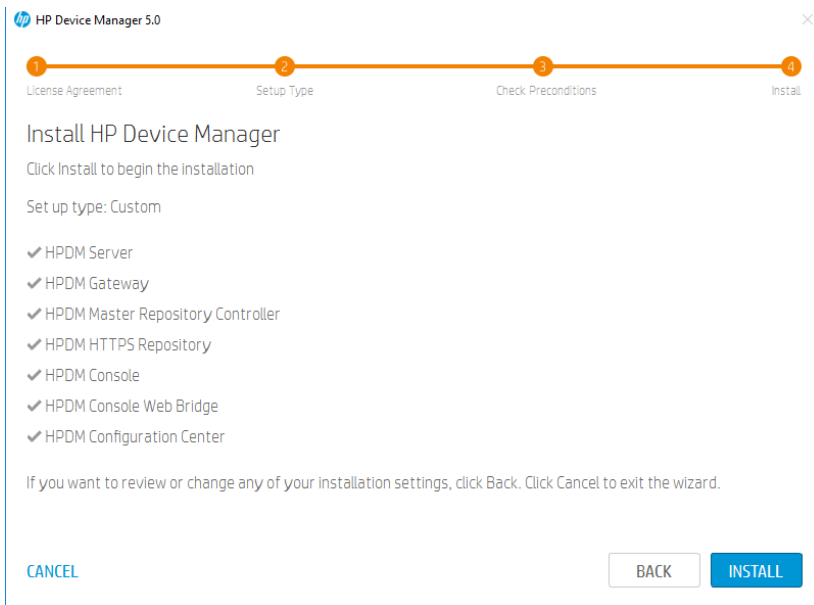 hp HP Device Manager 5.0
1 2 3 4
License Agreement Setup Type Check Preconditions Install
Install HP Device Manager
Click Install to begin the installation
Set up type: Custom
HPDM Server
HPDM Gateway
HPDM Master Repository Controller
HPDM HTTPS Repository
HPDM Console
HPDM Console Web Bridge
HPDM Configuration Center
If you want to review or change any of your installation settings, click Back. Click Cancel to exit the wizard.
CANCEL BACK INSTALL